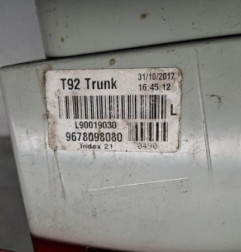 T92 Trunk
31/10/2017
16:45:12
L
L90019030
9678098080
Index 21
0490